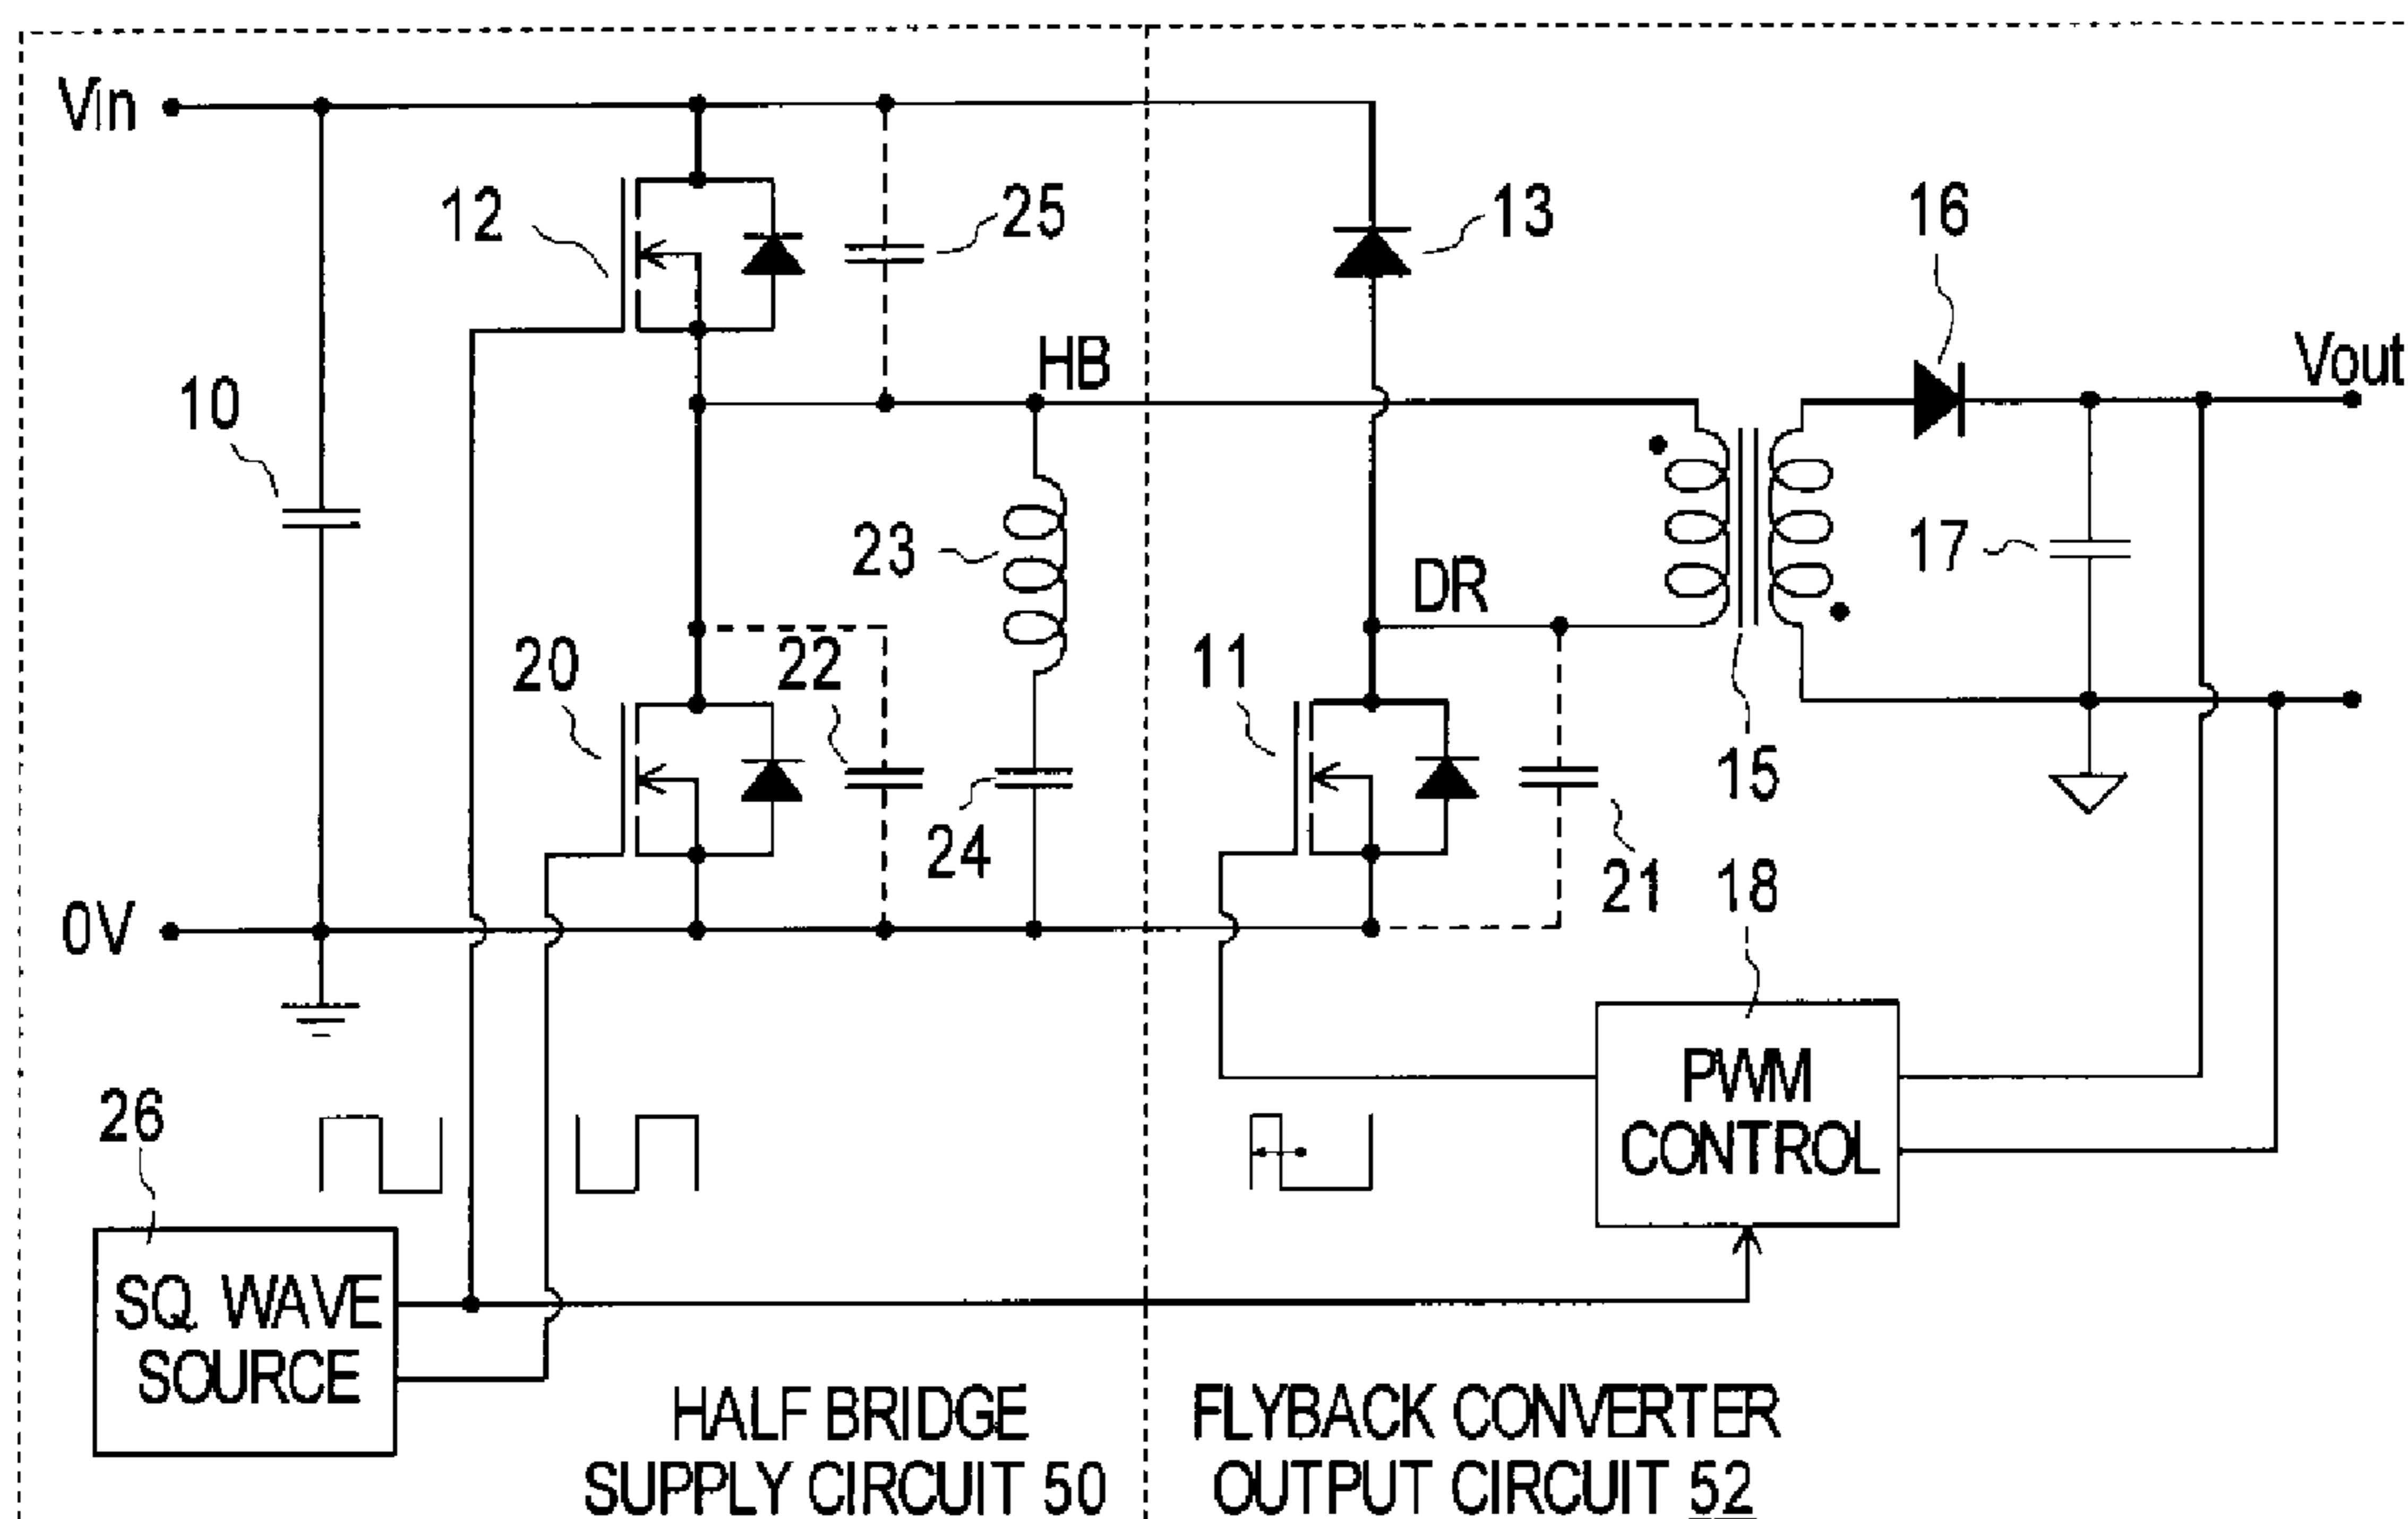 Vin
12
25
13
16
HB
Vout
10
23
DR
20
22
11
17
15
24
21
18
0V
PWM
CONTROL
26
SQ. WAVE
SOURCE
HALF BRIDGE
SUPPLY CIRCUIT 50
FLYBACK CONVERTER
OUTPUT CIRCUIT 52